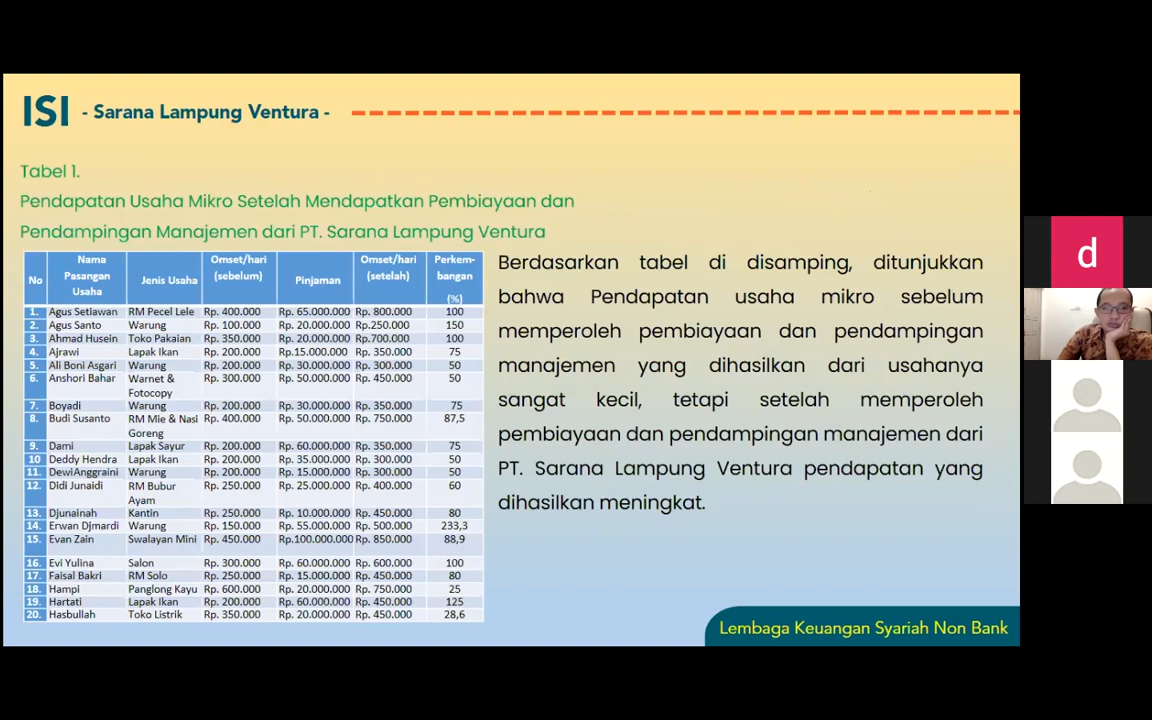 ISI - Sarana Lampung Ventura -
Tabel 1.
Pendapatan Usaha Mikro Setelah Mendapatkan Pembiayaan dan
Pendampingan Manajemen dari PT. Sarana Lampung Ventura
No Nama Pasangan Usaha Jenis Usaha Omset/hari (sebelum) Pinjaman Omset/hari (setelah) Perkem-bangan (%)
1. Agus Setiawan RM Pecel Lele Rp. 400.000 Rp. 65.000.000 Rp. 800.000 100
2. Agus Santo Warung Rp. 100.000 Rp. 20.000.000 Rp.250.000 150
3. Ahmad Husein Toko Pakaian Rp. 350.000 Rp. 20.000.000 Rp.700.000 100
4. Ajrawi Lapak Ikan Rp. 200.000 Rp.15.000.000 Rp. 350.000 75
5. Ali Boni Asgari Warung Rp. 200.000 Rp. 30.000.000 Rp. 300.000 50
6. Anshori Bahar Warnet & Fotocopy Rp. 300.000 Rp. 50.000.000 Rp. 450.000 50
7. Boyadi Warung Rp. 200.000 Rp. 30.000.000 Rp. 350.000 75
8. Budi Susanto RM Mie & Nasi Goreng Rp. 400.000 Rp. 50.000.000 Rp. 750.000 87,5
9. Darni Lapak Sayur Rp. 200.000 Rp. 60.000.000 Rp. 350.000 75
10 Deddy Hendra Lapak Ikan Rp. 200.000 Rp. 35.000.000 Rp. 300.000 50
11. DewiAnggraini Warung Rp. 200.000 Rp. 15.000.000 Rp. 300.000 50
12. Didi Junaidi RM Bubur Ayam Rp. 250.000 Rp. 25.000.000 Rp. 400.000 60
13. Djunainah Kantin Rp. 250.000 Rp. 10.000.000 Rp. 450.000 80
14. Erwan Djmardi Warung Rp. 150.000 Rp. 55.000.000 Rp. 500.000 233,3
15. Evan Zain Swalayan Mini Rp. 450.000 Rp.100.000.000 Rp. 850.000 88,9
16. Evi Yulina Salon Rp. 300.000 Rp. 60.000.000 Rp. 600.000 100
17. Faisal Bakri RM Solo Rp. 250.000 Rp. 15.000.000 Rp. 450.000 80
18. Hampi Panglong Kayu Rp. 600.000 Rp. 20.000.000 Rp. 750.000 25
19. Hartati Lapak Ikan Rp. 200.000 Rp. 60.000.000 Rp. 450.000 125
20. Hasbullah Toko Listrik Rp. 350.000 Rp. 20.000.000 Rp. 450.000 28,6
Berdasarkan tabel di disamping, ditunjukkan
bahwa Pendapatan usaha mikro sebelum
memperoleh pembiayaan dan pendampingan
manajemen yang dihasilkan dari usahanya
sangat kecil, tetapi setelah memperoleh
pembiayaan dan pendampingan manajemen dari
PT. Sarana Lampung Ventura pendapatan yang
dihasilkan meningkat.
Lembaga Keuangan Syariah Non Bank
d